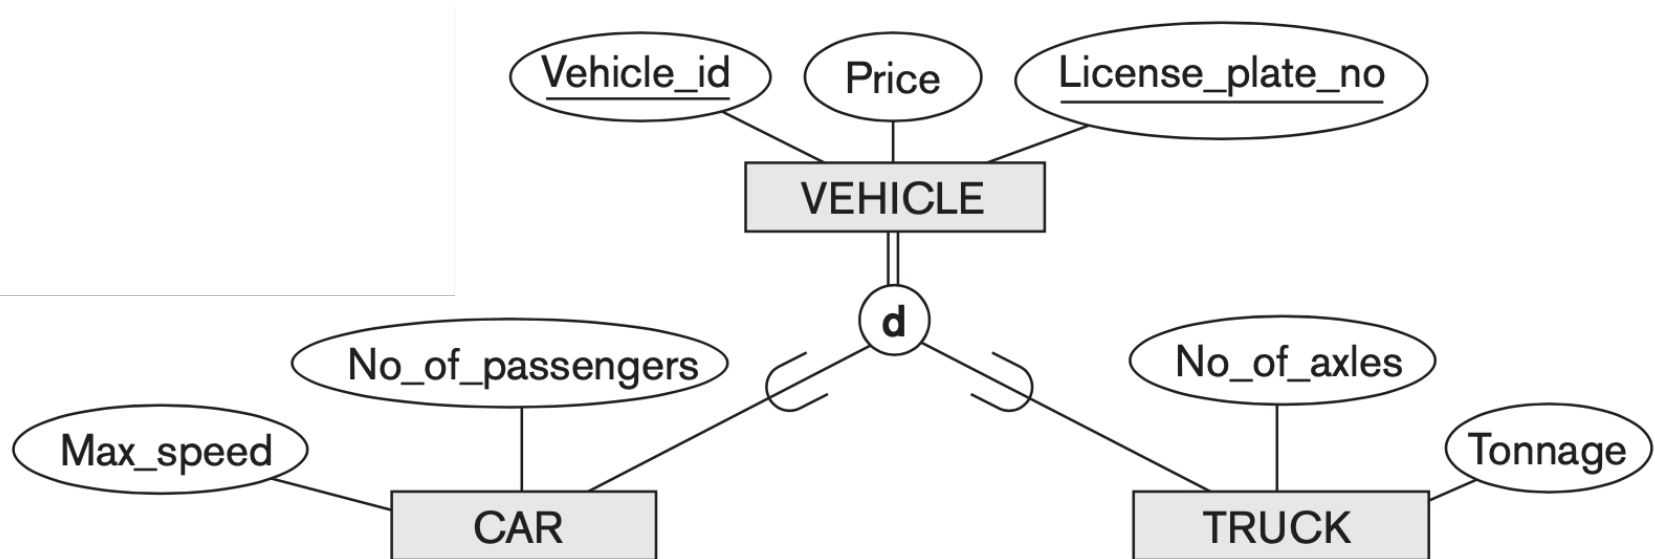 Vehicle_id
Price
License_plate_no
VEHICLE
d
No_of_passengers
No_of_axles
Max_speed
Tonnage
CAR
TRUCK